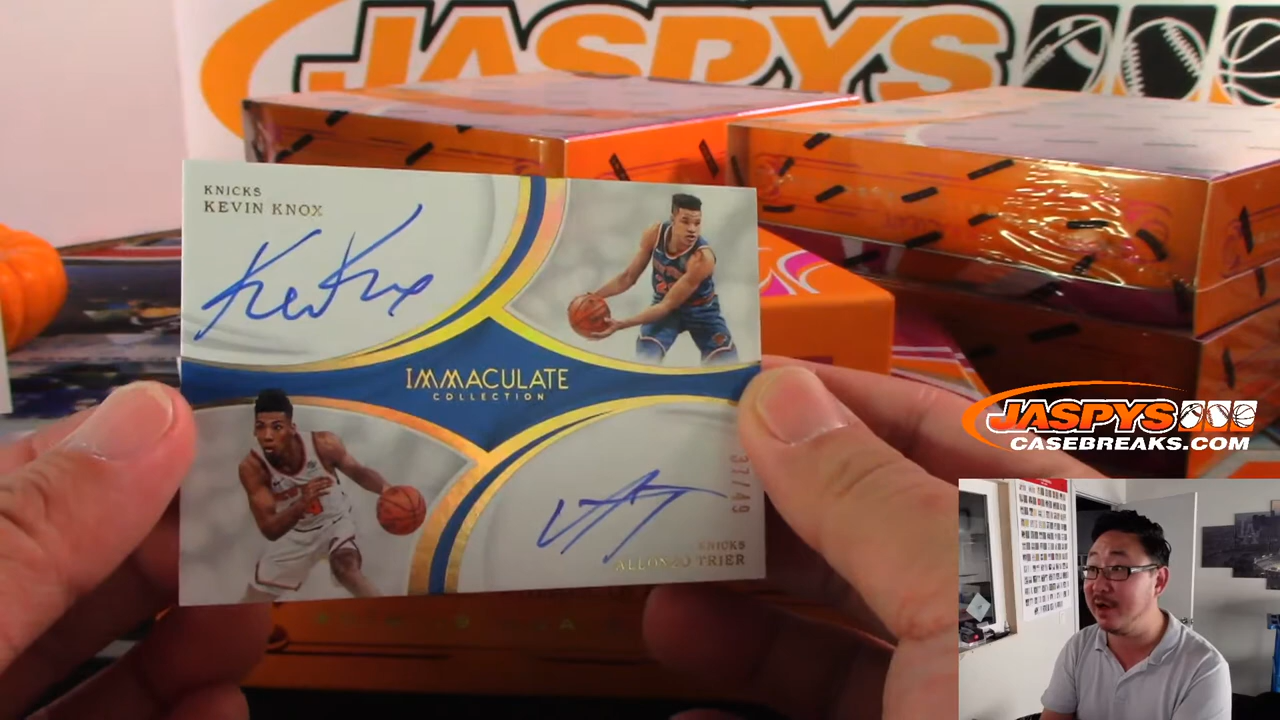 JASPYS
KNICKS
KEVIN KNOX
IMMACULATE
COLLECTION
37/49
KNICKS
ALLONZO TRIER
JASPYS
CASEBREAKS.COM